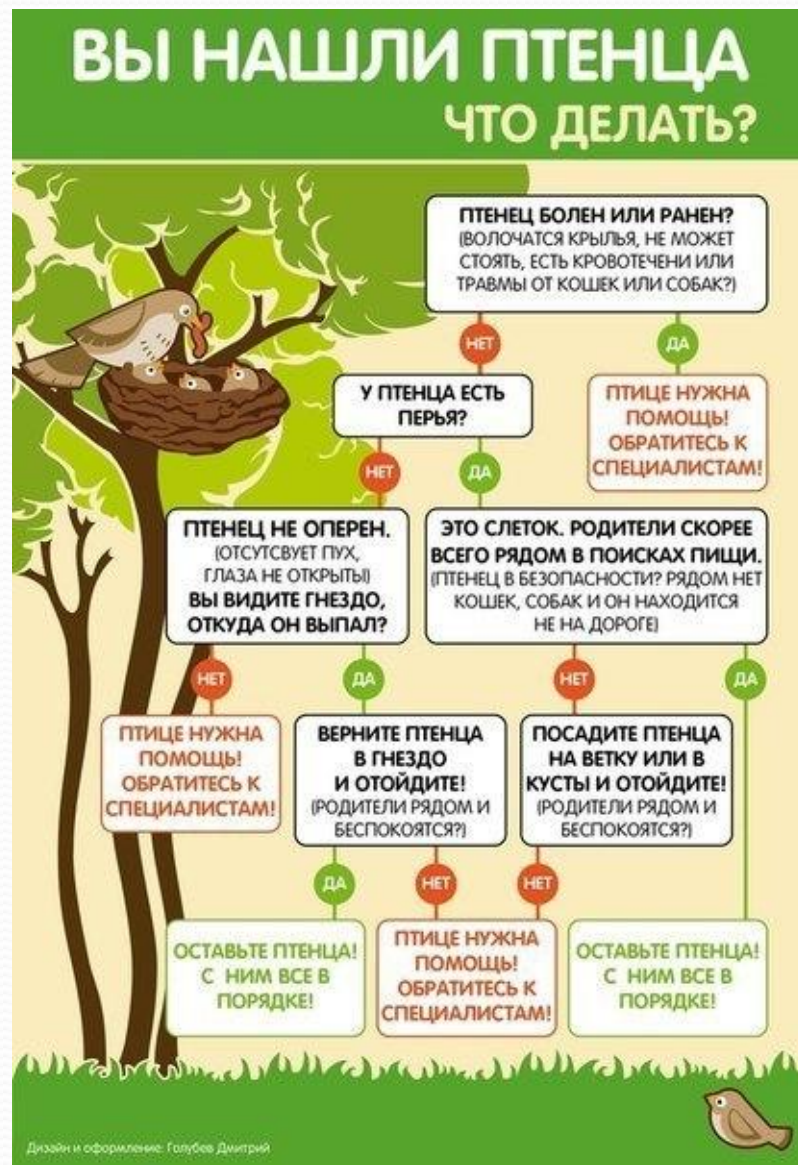 ВЫ НАШЛИ ПТЕНЦА
ЧТО ДЕЛАТЬ?
ПТЕНЕЦ БОЛЕН ИЛИ РАНЕН?
(ВОЛОЧАТСЯ КРЫЛЬЯ, НЕ МОЖЕТ
СТОЯТЬ, ЕСТЬ КРОВОТЕЧЕНИ ИЛИ
ТРАВМЫ ОТ КОШЕК ИЛИ СОБАК?)
НЕТ
ДА
У ПТЕНЦА ЕСТЬ
ПЕРЬЯ?
ПТИЦЕ НУЖНА
ПОМОЩЬ!
ОБРАТИТЕСЬ К
СПЕЦИАЛИСТАМ!
НЕТ
ДА
ПТЕНЕЦ НЕ ОПЕРЕН.
(ОТСУТСВУЕТ ПУХ,
ГЛАЗА НЕ ОТКРЫТЫ)
ВЫ ВИДИТЕ ГНЕЗДО,
ОТКУДА ОН ВЫПАЛ?
ЭТО СЛЕТОК. РОДИТЕЛИ СКОРЕЕ
ВСЕГО РЯДОМ В ПОИСКАХ ПИЩИ.
(ПТЕНЕЦ В БЕЗОПАСНОСТИ? РЯДОМ НЕТ
КОШЕК, СОБАК И ОН НАХОДИТСЯ
НЕ НА ДОРОГЕ)
НЕТ
ДА
НЕТ
ДА
ПТИЦЕ НУЖНА
ПОМОЩЬ!
ОБРАТИТЕСЬ К
СПЕЦИАЛИСТАМ!
ВЕРНИТЕ ПТЕНЦА
В ГНЕЗДО
И ОТОЙДИТЕ!
(РОДИТЕЛИ РЯДОМ И
БЕСПОКОЯТСЯ?)
ПОСАДИТЕ ПТЕНЦА
НА ВЕТКУ ИЛИ В
КУСТЫ И ОТОЙДИТЕ!
(РОДИТЕЛИ РЯДОМ И
БЕСПОКОЯТСЯ?)
ДА
НЕТ
НЕТ
ОСТАВЬТЕ ПТЕНЦА!
С НИМ ВСЕ В
ПОРЯДКЕ!
ПТИЦЕ НУЖНА
ПОМОЩЬ!
ОБРАТИТЕСЬ К
СПЕЦИАЛИСТАМ!
ОСТАВЬТЕ ПТЕНЦА!
С НИМ ВСЕ В
ПОРЯДКЕ!
Дизайн и оформление: Голубев Дмитрий